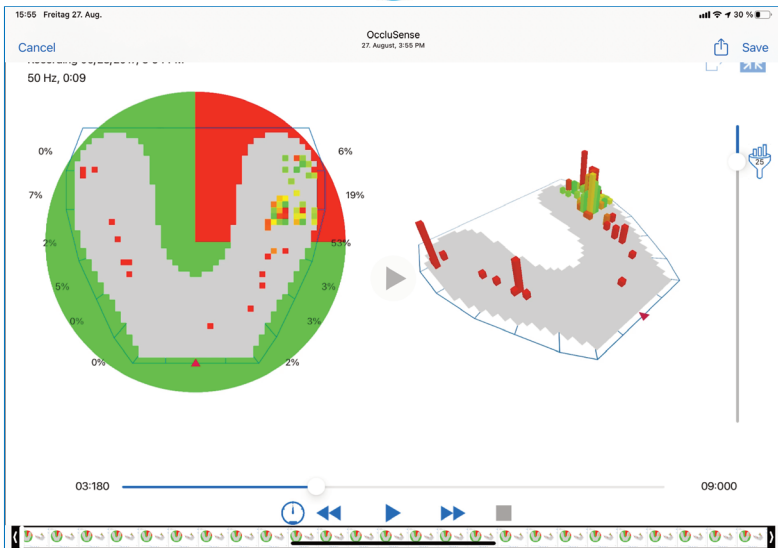 15:55 Freitag 27. Aug.
30 %
OccluSense
27. August, 3:55 PM
Cancel
Save
50 Hz, 0:09
0%
6%
7%
19%
2%
53%
5%
3%
0%
3%
0%
2%
25
03:180
09:000